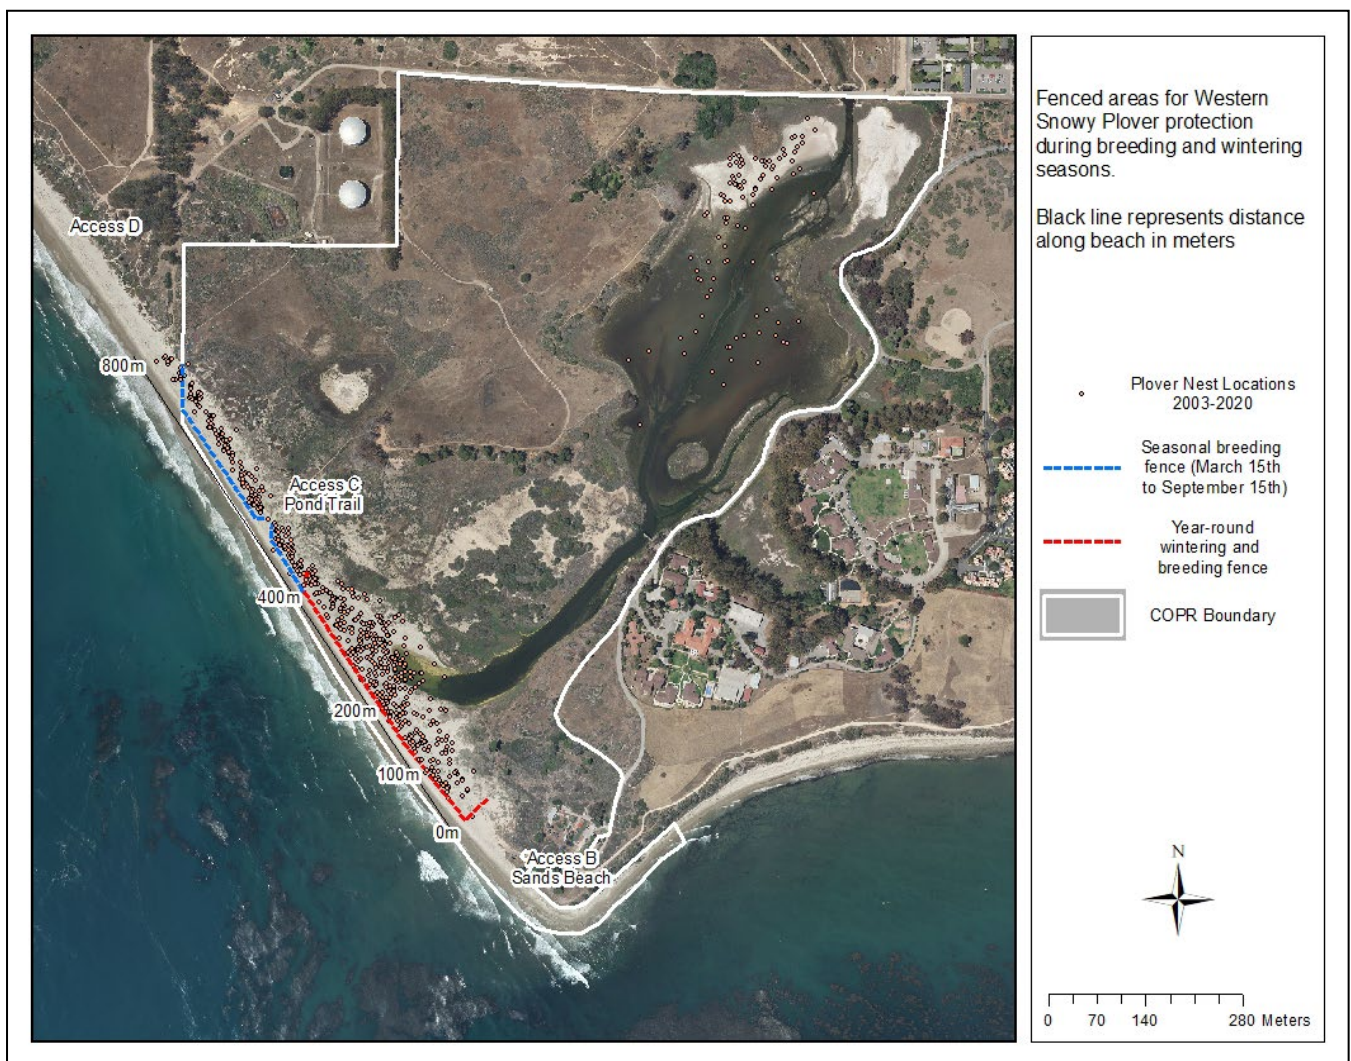 Fenced areas for Western
Snowy Plover protection
during breeding and wintering
seasons.
Black line represents distance
along beach in meters
Access D
800m
Access C
Pond Trail
400m
200m
100m
0m
Access B
Sands Beach
Plover Nest Locations
2003-2020
Seasonal breeding
fence (March 15th
to September 15th)
Year-round
wintering and
breeding fence
COPR Boundary
N
0 70 140 280 Meters